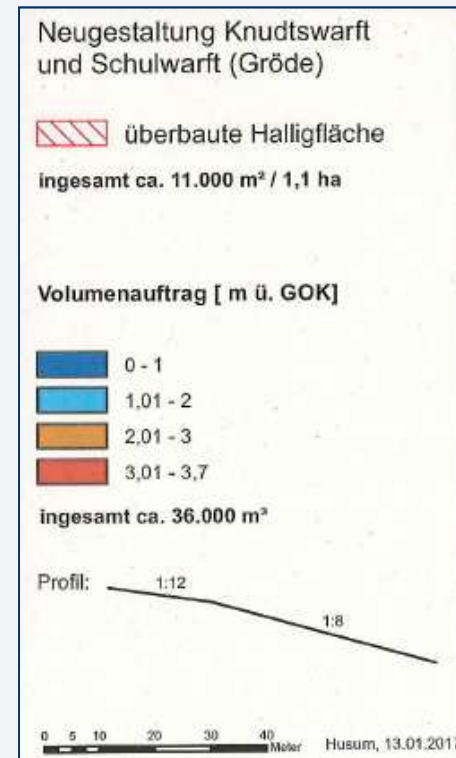 Neugestaltung Knudtswarft
und Schulwarft (Gröde)
überbaute Halligfläche
ingesamt ca. 11.000 m² / 1,1 ha
Volumenauftrag [ m ü. GOK]
0 - 1
1,01 - 2
2,01 - 3
3,01 - 3,7
ingesamt ca. 36.000 m³
Profil:
1:12
1:8
0 5 10 20 30 40
Meter Husum, 13.01.2017